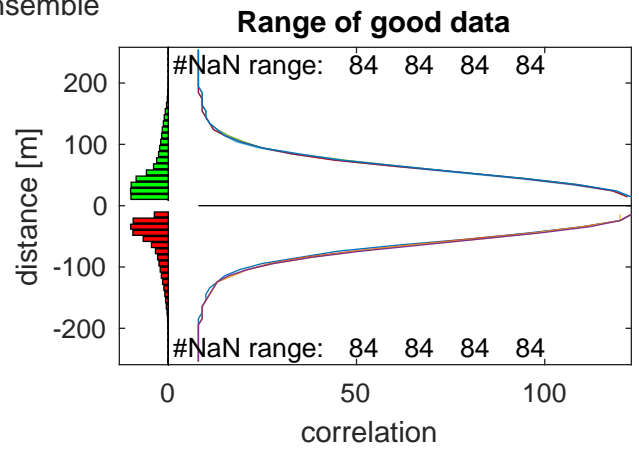 Range of good data
#NaN range: 84 84 84 84
200
100
0
-100
-200
distance [m]
#NaN range: 84 84 84 84
0 50 100
correlation